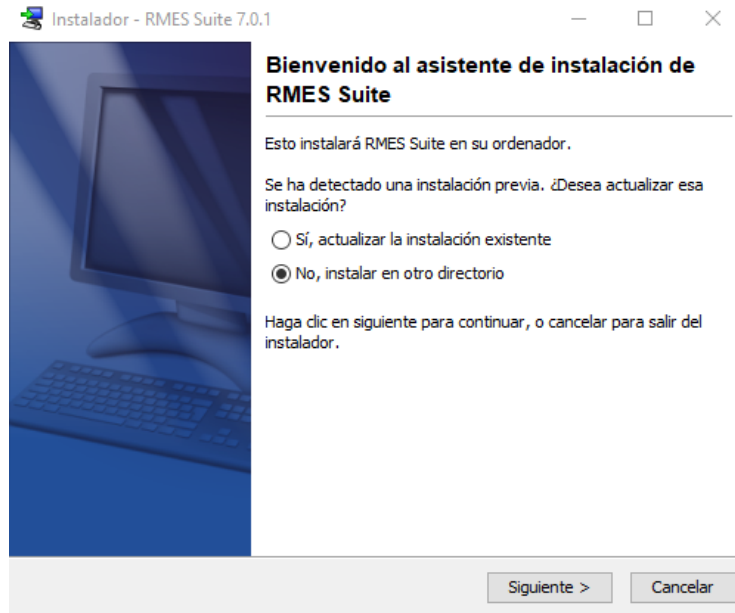 Instalador - RMES Suite 7.0.1
Bienvenido al asistente de instalación de
RMES Suite
Esto instalará RMES Suite en su ordenador.
Se ha detectado una instalación previa. ¿Desea actualizar esa
instalación?
Sí, actualizar la instalación existente
No, instalar en otro directorio
Haga clic en siguiente para continuar, o cancelar para salir del
instalador.
Siguiente >
Cancelar